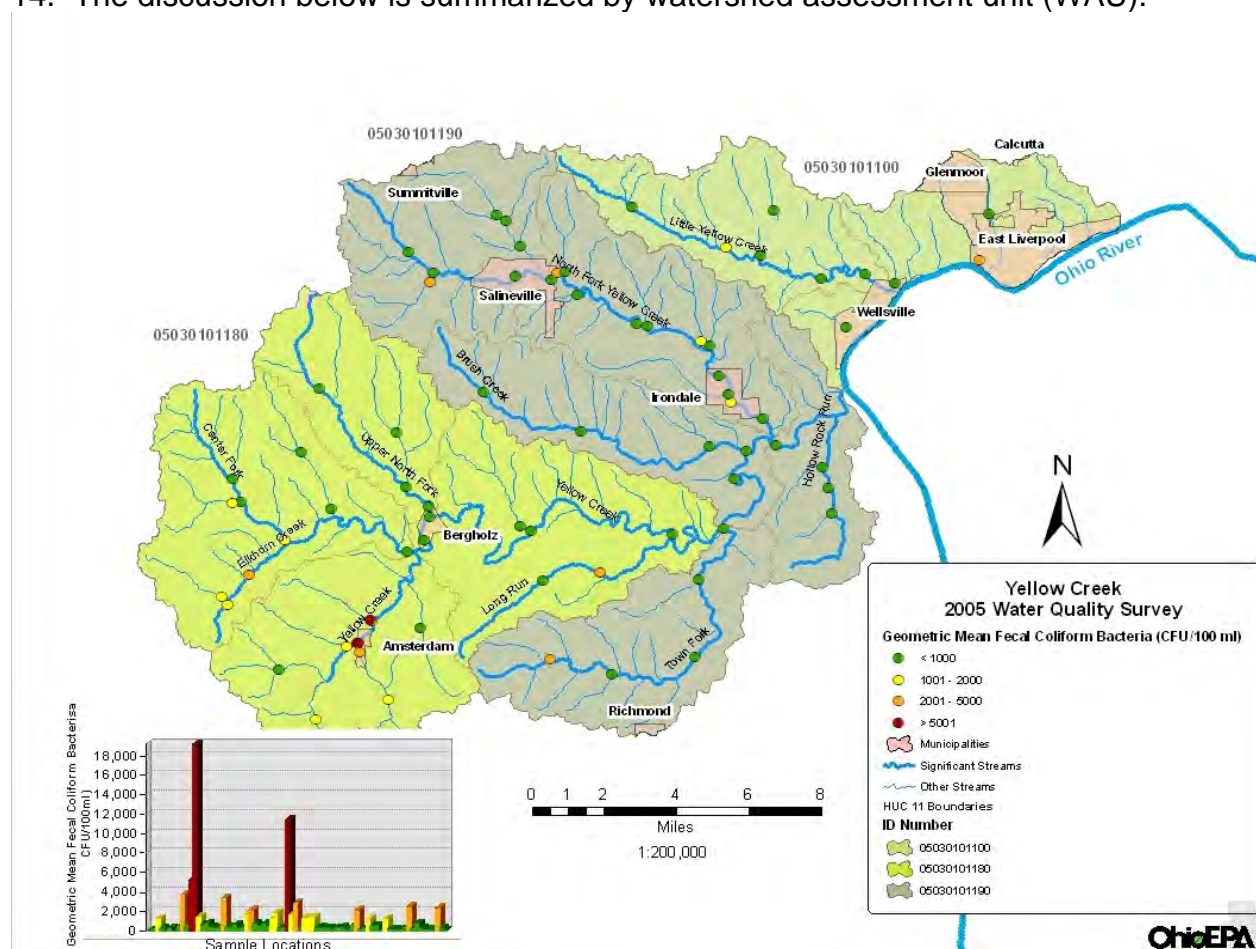 14. The discussion below is summarized by watershed assessment unit (WAU).
05030101190
Calcutta
05030101100
Glenmoor
Summitville
East Liverpool
Little Yellow Creek
Ohio River
North Fork Yellow Creek
Salineville
Wellsville
05030101180
Brush Creek
Irondale
Hollow Rock Run
Center Fork
Upper North Fork
N
Yellow Creek
Bergholz
Elkhorn Creek
Long Run
Yellow Creek
Amsterdam
Town Fork
Richmond
Yellow Creek
2005 Water Quality Survey
Geometric Mean Fecal Coliform Bacteria (CFU/100 ml)
< 1000
1001 - 2000
2001 - 5000
> 5001
Municipalities
Significant Streams
Other Streams
HUC 11 Boundaries
ID Number
05030101100
05030101180
05030101190
Geometric Mean Fecal Coliform Bacterisa
CFU/100ml)
18,000
16,000
14,000
12,000
10,000
8,000
6,000
4,000
2,000
0
Sample Locations
0 1 2 4 6 8
Miles
1:200,000
OhioEPA